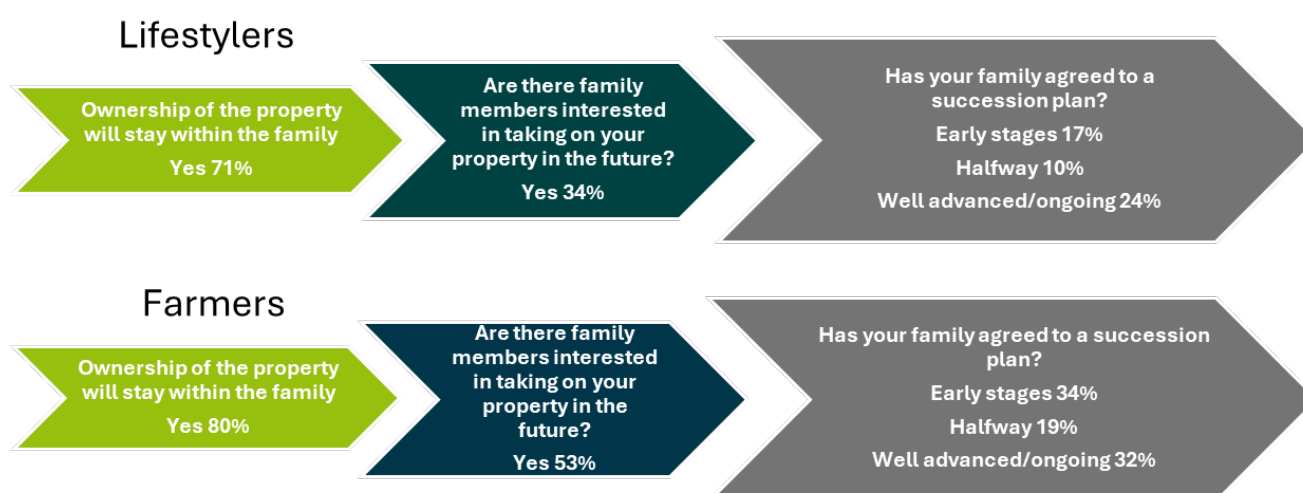 Lifestylers
Ownership of the property
will stay within the family
Yes 71%
Are there family
members interested
in taking on your
property in the future?
Yes 34%
Has your family agreed to a
succession plan?
Early stages 17%
Halfway 10%
Well advanced/ongoing 24%
Farmers
Ownership of the property
will stay within the family
Yes 80%
Are there family
members interested
in taking on your
property in the
future?
Yes 53%
Has your family agreed to a succession
plan?
Early stages 34%
Halfway 19%
Well advanced/ongoing 32%